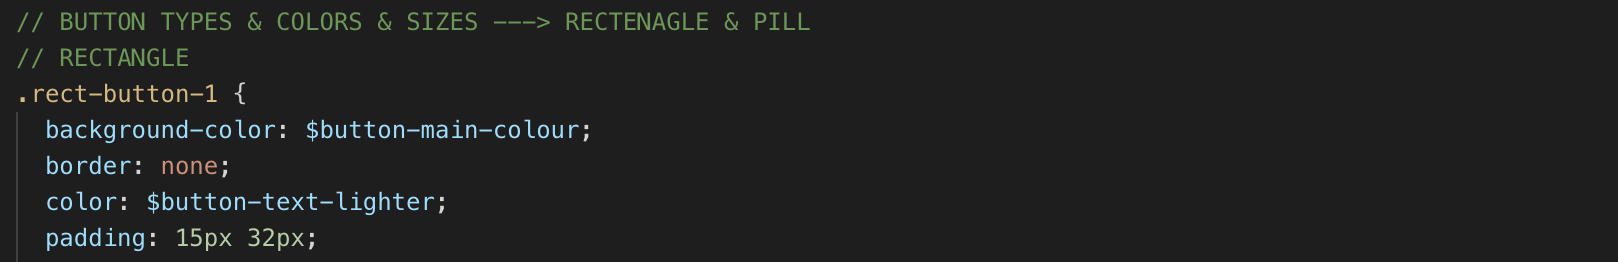 // BUTTON TYPES & COLORS & SIZES ---> RECTENAGLE & PILL
// RECTANGLE
.rect-button-1 {
  background-color: $button-main-colour;
  border: none;
  color: $button-text-lighter;
  padding: 15px 32px;